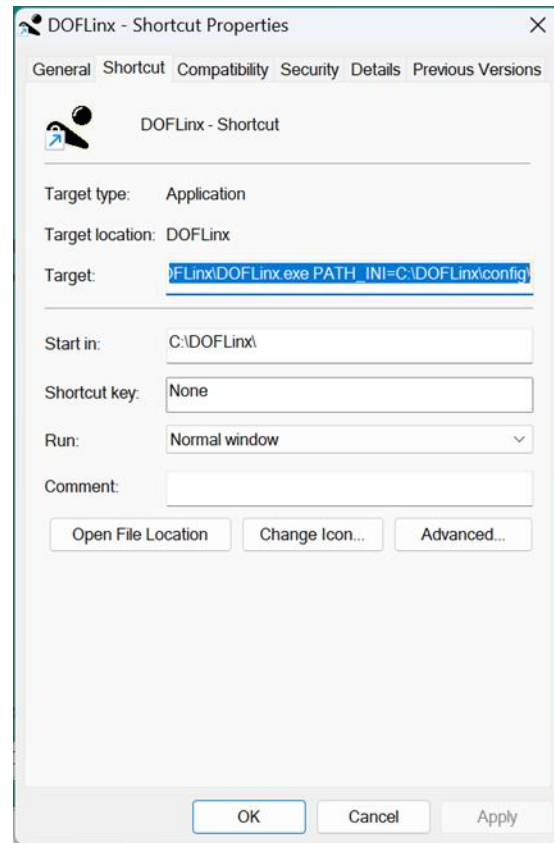 DOFLinx - Shortcut Properties
General Shortcut Compatibility Security Details Previous Versions
DOFLinx - Shortcut
Target type: Application
Target location: DOFLinx
Target: OFLinx\DOFLinx.exe PATH_INI=C:\DOFLinx\config\
Start in: C:\DOFLinx\
Shortcut key: None
Run: Normal window
Comment:
Open File Location Change Icon... Advanced...
OK Cancel Apply